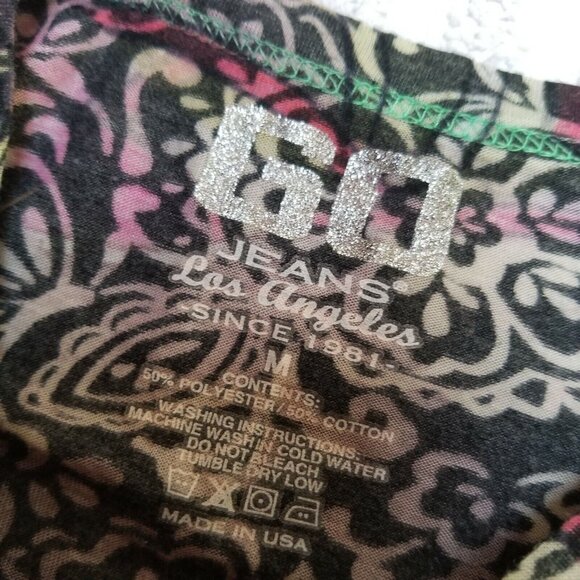 GO
JEANS®
Los Angeles
-SINCE 1981-
M
CONTENTS:
50% POLYESTER/50% COTTON
WASHING INSTRUCTIONS:
MACHINE WASH IN COLD WATER
DO NOT BLEACH
TUMBLE DRY LOW
MADE IN USA